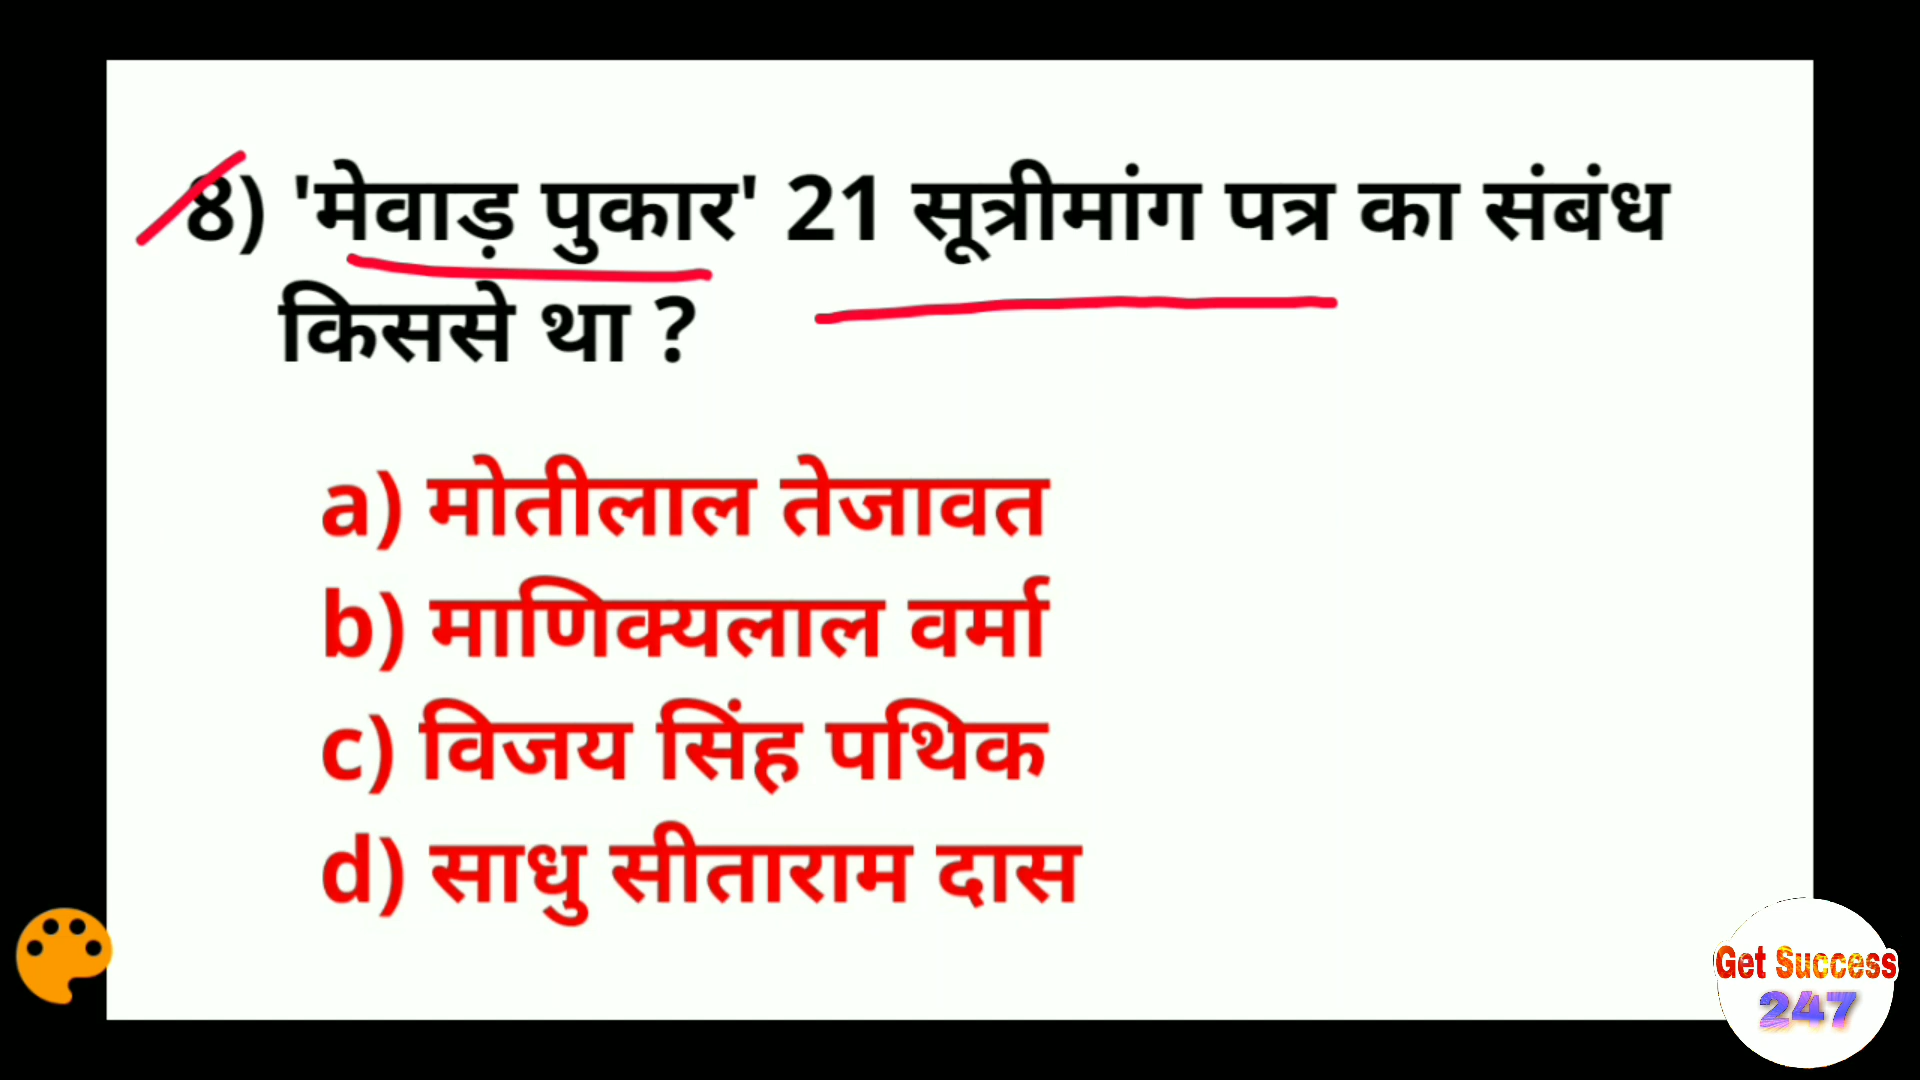 8) 'मेवाड़ पुकार' 21 सूत्रीमांग पत्र का संबंध
किससे था ?
a) मोतीलाल तेजावत
b) माणिक्यलाल वर्मा
c) विजय सिंह पथिक
d) साधु सीताराम दास
Get Success
247